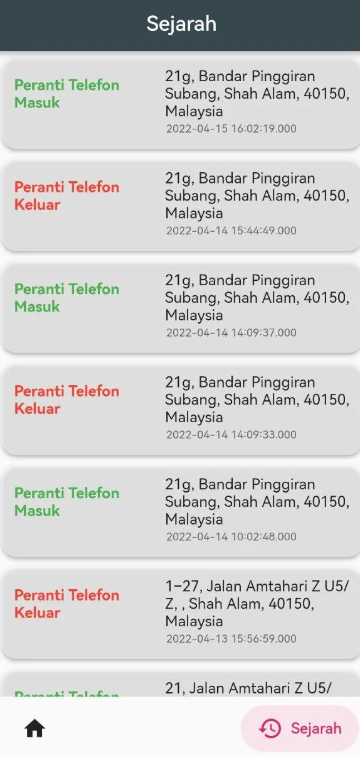 Sejarah
Peranti Telefon
Masuk
21g, Bandar Pinggiran
Subang, Shah Alam, 40150,
Malaysia
2022-04-15 16:02:19.000
Peranti Telefon
Keluar
21g, Bandar Pinggiran
Subang, Shah Alam, 40150,
Malaysia
2022-04-14 15:44:49.000
Peranti Telefon
Masuk
21g, Bandar Pinggiran
Subang, Shah Alam, 40150,
Malaysia
2022-04-14 14:09:37.000
Peranti Telefon
Keluar
21g, Bandar Pinggiran
Subang, Shah Alam, 40150,
Malaysia
2022-04-14 14:09:33.000
Peranti Telefon
Masuk
21g, Bandar Pinggiran
Subang, Shah Alam, 40150,
Malaysia
2022-04-14 10:02:48.000
Peranti Telefon
Keluar
1-27, Jalan Amtahari Z U5/
Z, , Shah Alam, 40150,
Malaysia
2022-04-13 15:56:59.000
Peranti Telefon
21, Jalan Amtahari Z U5/
Sejarah